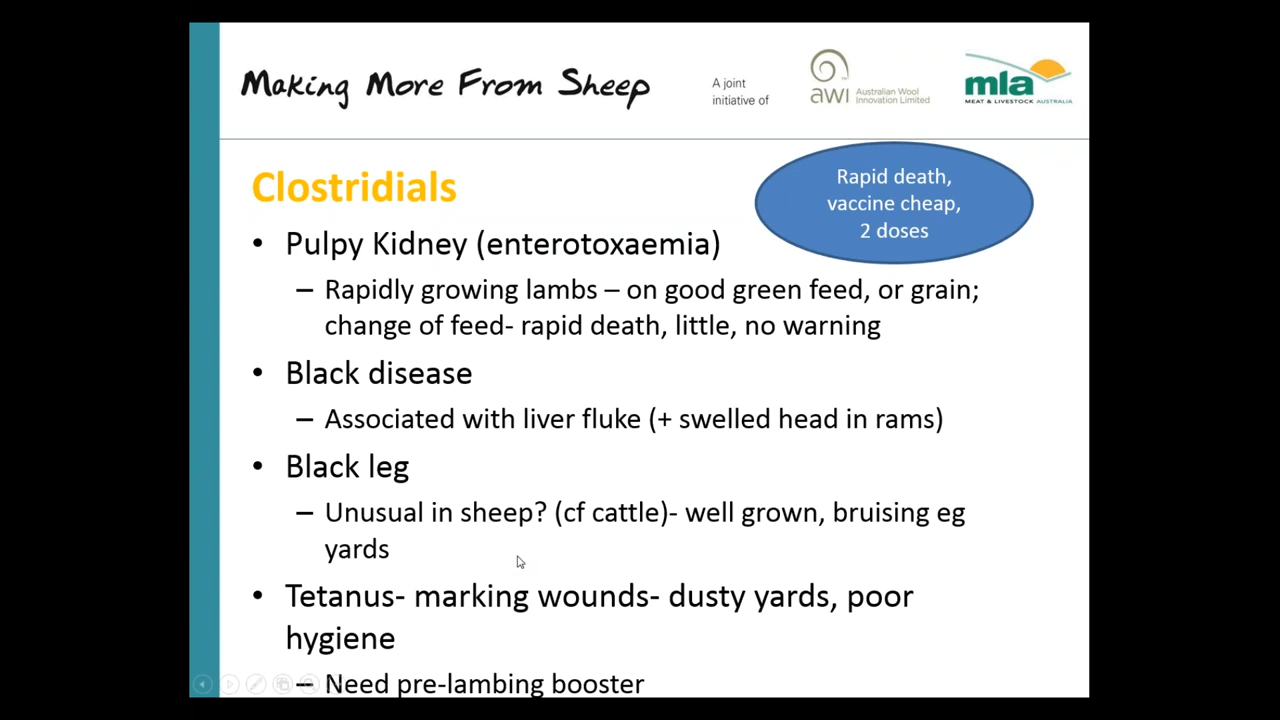 Making More From Sheep
A joint
initiative of
awi
Australian Wool
Innovation Limited
mla
MEAT & LIVESTOCK AUSTRALIA
Clostridials
Rapid death,
vaccine cheap,
2 doses
• Pulpy Kidney (enterotoxaemia)
– Rapidly growing lambs – on good green feed, or grain;
change of feed- rapid death, little, no warning
• Black disease
– Associated with liver fluke (+ swelled head in rams)
• Black leg
– Unusual in sheep? (cf cattle)- well grown, bruising eg
yards
• Tetanus- marking wounds- dusty yards, poor
hygiene
– Need pre-lambing booster